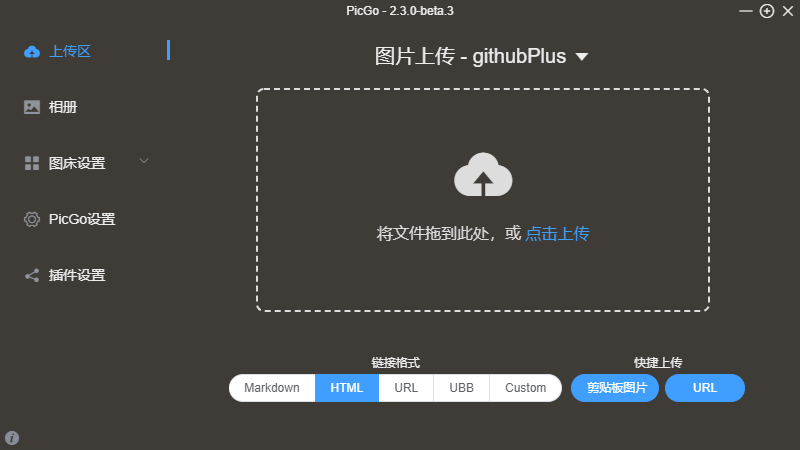 PicGo - 2.3.0-beta.3
上传区
相册
图床设置
PicGo设置
插件设置
图片上传 - githubPlus
将文件拖到此处，或 点击上传
链接格式
Markdown HTML URL UBB Custom
快捷上传
剪贴板图片 URL